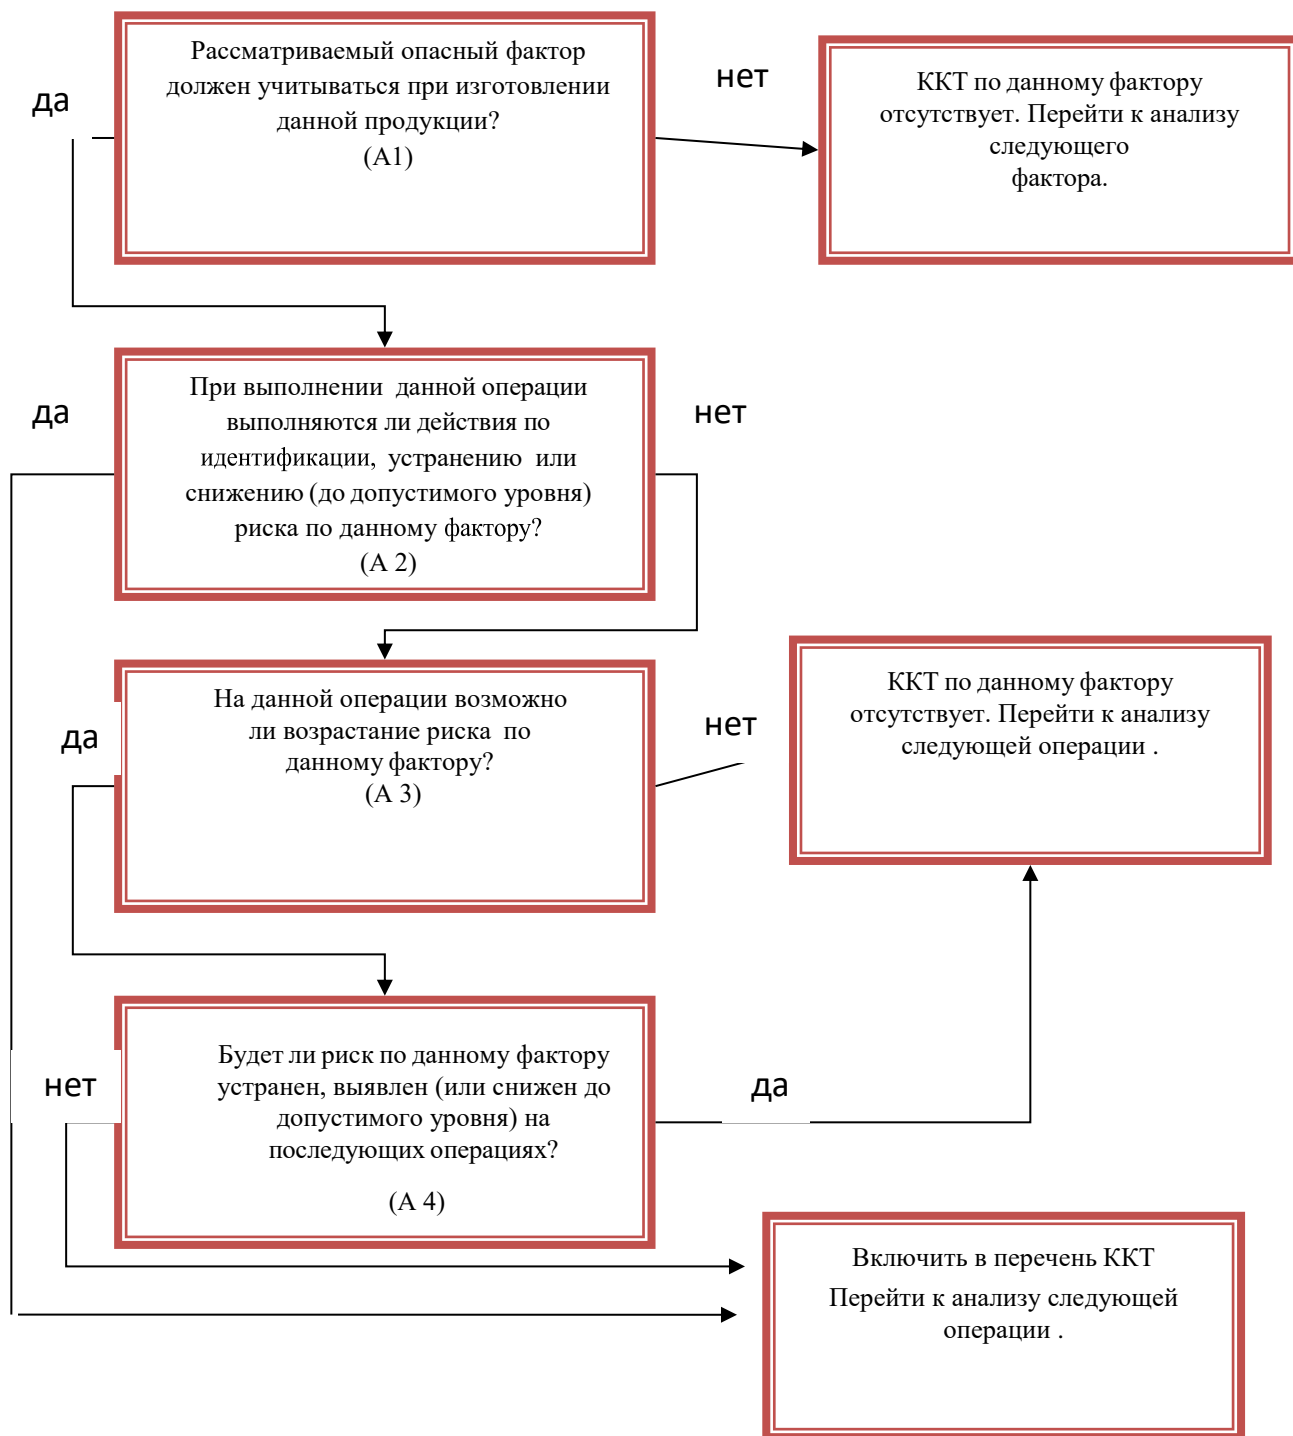 Рассматриваемый опасный фактор
должен учитываться при изготовлении
данной продукции?
(А1)
да
нет
ККТ по данному фактору
отсутствует. Перейти к анализу
следующего
фактора.
При выполнении данной операции
выполняются ли действия по
идентификации, устранению или
снижению (до допустимого уровня)
риска по данному фактору?
(А 2)
да
нет
На данной операции возможно
ли возрастание риска по
данному фактору?
(А 3)
да
нет
ККТ по данному фактору
отсутствует. Перейти к анализу
следующей операции .
Будет ли риск по данному фактору
устранен, выявлен (или снижен до
допустимого уровня) на
последующих операциях?
(А 4)
нет
да
Включить в перечень ККТ
Перейти к анализу следующей
операции .